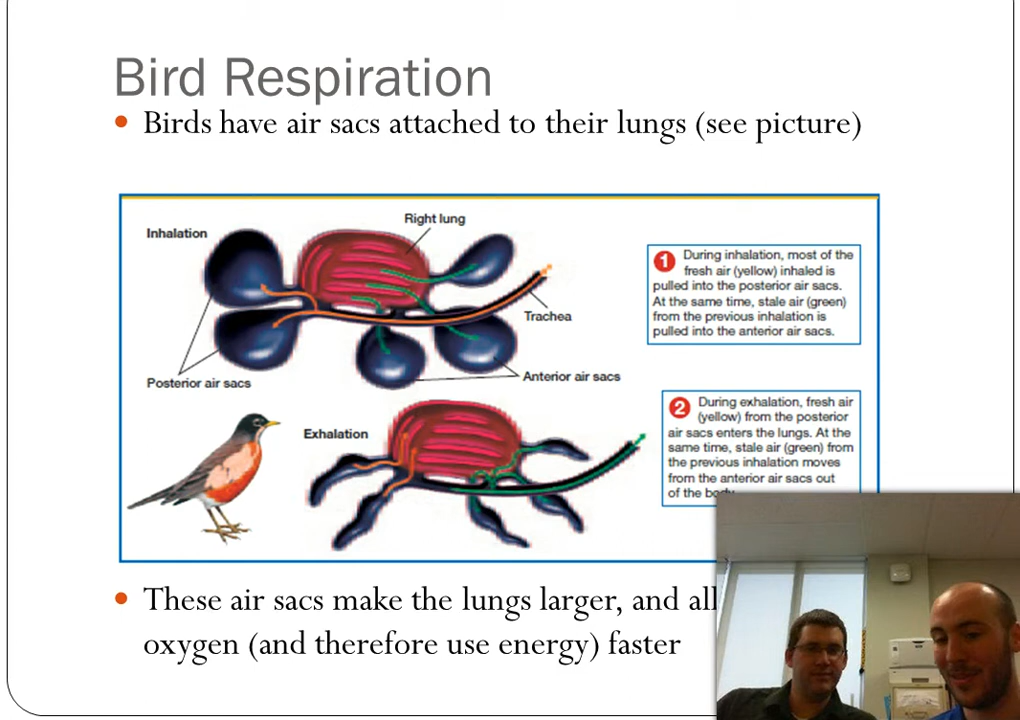 Bird Respiration
Birds have air sacs attached to their lungs (see picture)
Inhalation
Right lung
Trachea
Posterior air sacs
Anterior air sacs
1 During inhalation, most of the
fresh air (yellow) inhaled is
pulled into the posterior air sacs.
At the same time, stale air (green)
from the previous inhalation is
pulled into the anterior air sacs.
Exhalation
2 During exhalation, fresh air
(yellow) from the posterior
air sacs enters the lungs. At the
same time, stale air (green) from
the previous inhalation moves
from the anterior air sacs out
of the
These air sacs make the lungs larger, and
oxygen (and therefore use energy) faster